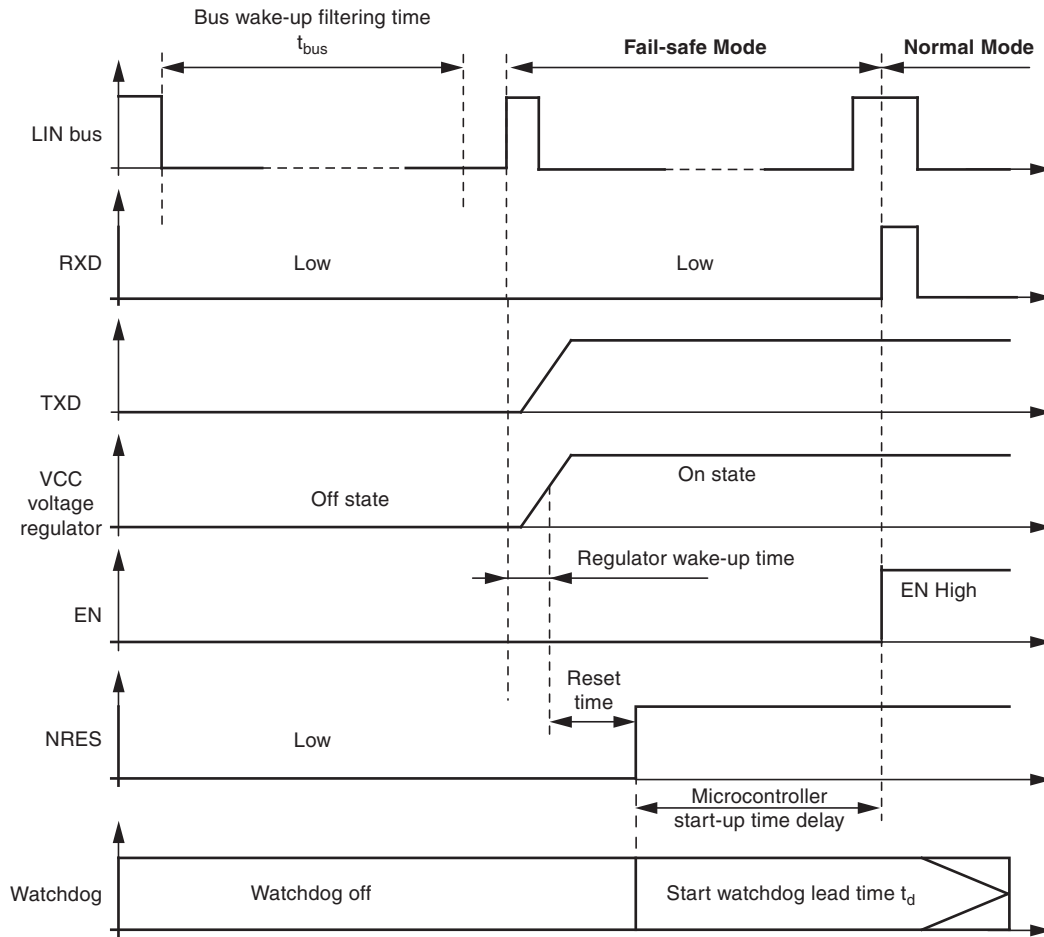 Bus wake-up filtering time
tbus
Fail-safe Mode
Normal Mode
LIN bus
RXD
Low
Low
TXD
VCC
voltage
regulator
Off state
On state
Regulator wake-up time
EN
EN High
Reset
time
NRES
Low
Microcontroller
start-up time delay
Watchdog
Watchdog off
Start watchdog lead time td